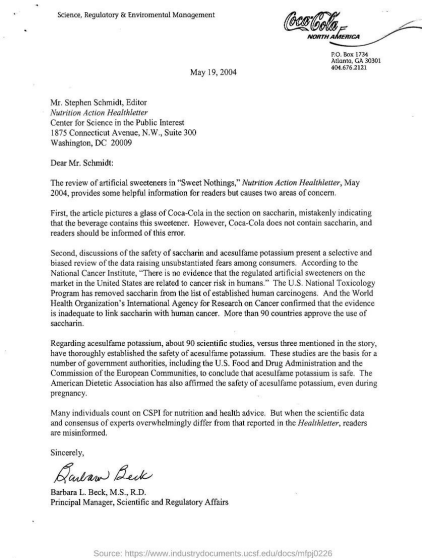 Science, Regulatory & Enviromental Management
Coca-Cola
NORTH AMERICA
P.O. Box 1734
Atlanta, GA 30301
404.676.2121
May 19, 2004
Mr. Stephen Schmidt, Editor
Nutrition Action Healthletter
Center for Science in the Public Interest
1875 Connecticut Avenue, N.W., Suite 300
Washington, DC 20009
Dear Mr. Schmidt:
The review of artificial sweeteners in “Sweet Nothings,” Nutrition Action Healthletter, May
2004, provides some helpful information for readers but causes two areas of concern.
First, the article pictures a glass of Coca-Cola in the section on saccharin, mistakenly indicating
that the beverage contains this sweetener. However, Coca-Cola does not contain saccharin, and
readers should be informed of this error.
Second, discussions of the safety of saccharin and acesulfame potassium present a selective and
biased review of the data raising unsubstantiated fears among consumers. According to the
National Cancer Institute, “There is no evidence that the regulated artificial sweeteners on the
market in the United States are related to cancer risk in humans.” The U.S. National Toxicology
Program has removed saccharin from the list of established human carcinogens. And the World
Health Organization's International Agency for Research on Cancer confirmed that the evidence
is inadequate to link saccharin with human cancer. More than 90 countries approve the use of
saccharin.
Regarding acesulfame potassium, about 90 scientific studies, versus three mentioned in the story,
have thoroughly established the safety of acesulfame potassium. These studies are the basis for a
number of government authorities, including the U.S. Food and Drug Administration and the
Commission of the European Communities, to conclude that acesulfame potassium is safe. The
American Dietetic Association has also affirmed the safety of acesulfame potassium, even during
pregnancy.
Many individuals count on CSPI for nutrition and health advice. But when the scientific data
and consensus of experts overwhelmingly differ from that reported in the Healthletter, readers
are misinformed.
Sincerely,
Barbara Beck
Barbara L. Beck, M.S., R.D.
Principal Manager, Scientific and Regulatory Affairs
Source: https://www.industrydocuments.ucsf.edu/docs/mfpj0226